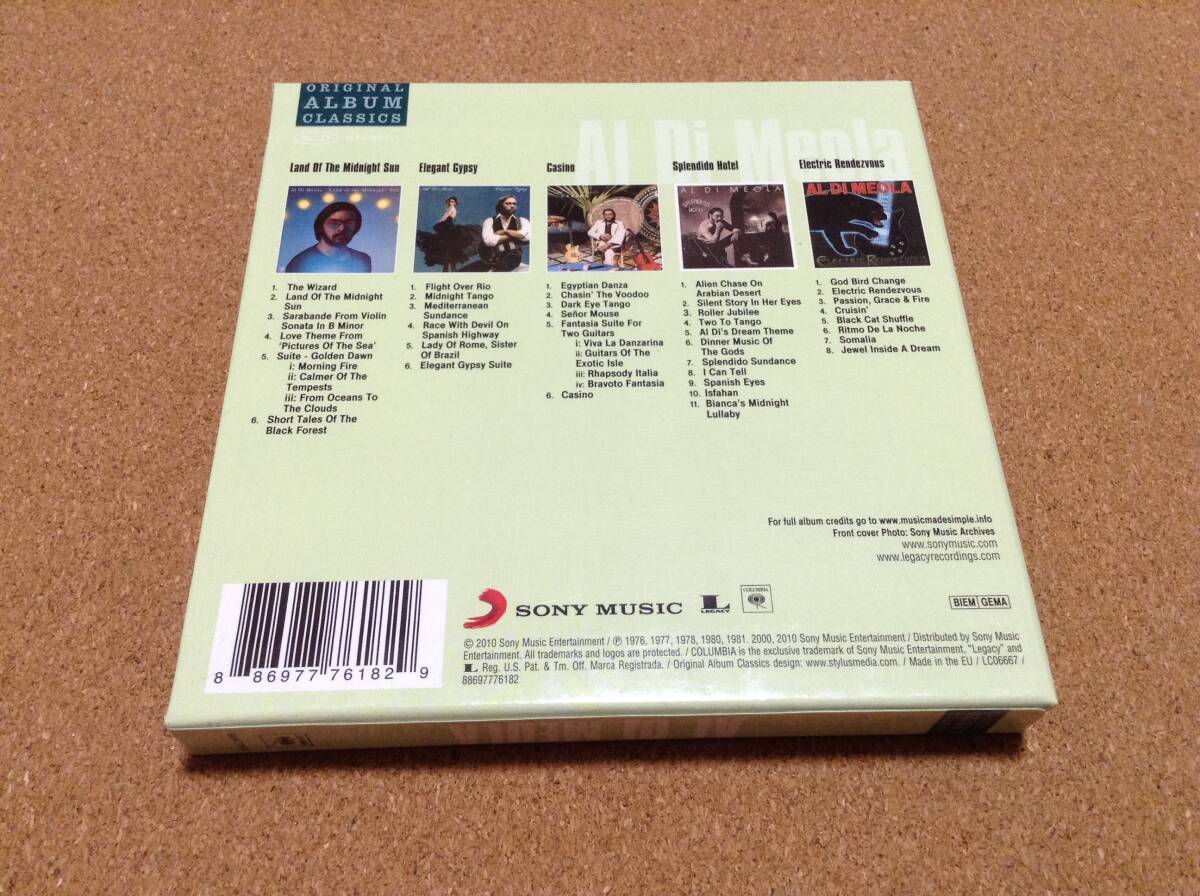 ORIGINAL
ALBUM
CLASSICS
Al Di Meola
Land Of The Midnight Sun
1. The Wizard
2. Land Of The Midnight
Sun
3. Sarabande From Violin
Sonata In B Minor
4. Love Theme From
'Pictures Of The Sea'
5. Suite - Golden Dawn
i: Morning Fire
ii: Calmer Of The
Tempests
iii: From Oceans To
The Clouds
6. Short Tales Of The
Black Forest
Elegant Gypsy
1. Flight Over Rio
2. Midnight Tango
3. Mediterranean
Sundance
4. Race With Devil On
Spanish Highway
5. Lady Of Rome, Sister
Of Brazil
6. Elegant Gypsy Suite
Casino
1. Egyptian Danza
2. Chasin' The Voodoo
3. Dark Eye Tango
4. Señor Mouse
5. Fantasia Suite For
Two Guitars
i: Viva La Danzarina
ii: Guitars Of The
Exotic Isle
iii: Rhapsody Italia
iv: Bravoto Fantasia
6. Casino
Splendido Hotel
AL DI MEOLA
SPLENDIDO
HOTEL
1. Alien Chase On
Arabian Desert
2. Silent Story In Her Eyes
3. Roller Jubilee
4. Two To Tango
5. Al Di's Dream Theme
6. Dinner Music Of
The Gods
7. Splendido Sundance
8. I Can Tell
9. Spanish Eyes
10. Isfahan
11. Bianca's Midnight
Lullaby
Electric Rendezvous
AL DI MEOLA
ELECTRIC RENDEZVOUS
1. God Bird Change
2. Electric Rendezvous
3. Passion, Grace & Fire
4. Cruisin'
5. Black Cat Shuffle
6. Ritmo De La Noche
7. Somalia
8. Jewel Inside A Dream
For full album credits go to www.musicmadesimple.info
Front cover Photo: Sony Music Archives
www.sonymusic.com
www.legacyrecordings.com
8 86977 76182 9
SONY MUSIC
L
LEGACY
COLUMBIA
BIEM GEMA
© 2010 Sony Music Entertainment / ℗ 1976, 1977, 1978, 1980, 1981. 2000, 2010 Sony Music Entertainment / Distributed by Sony Music
Entertainment. All trademarks and logos are protected. / COLUMBIA is the exclusive trademark of Sony Music Entertainment, "Legacy" and
L Reg. U.S. Pat. & Tm. Off. Marca Registrada. / Original Album Classics design: www.stylusmedia.com. / Made in the EU / LC06667 /
88697776182